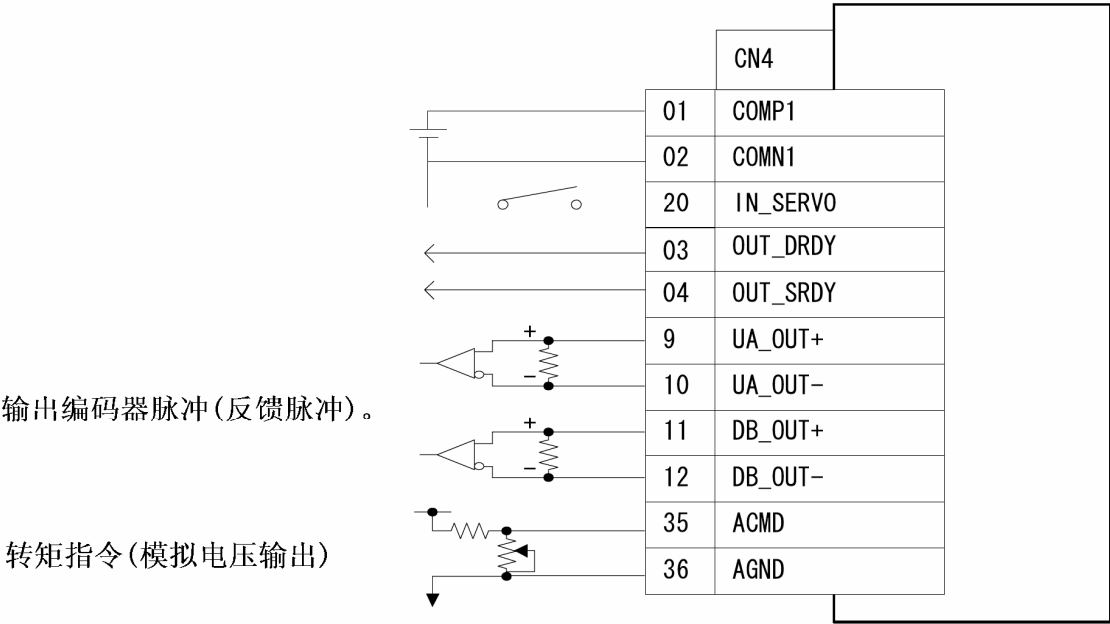 CN4
01 COMP1
02 COMN1
20 IN_SERVO
03 OUT_DRDY
04 OUT_SRDY
+ 9 UA_OUT+
- 10 UA_OUT-
输出编码器脉冲(反馈脉冲)。
+ 11 DB_OUT+
- 12 DB_OUT-
35 ACMD
转矩指令(模拟电压输出)
36 AGND